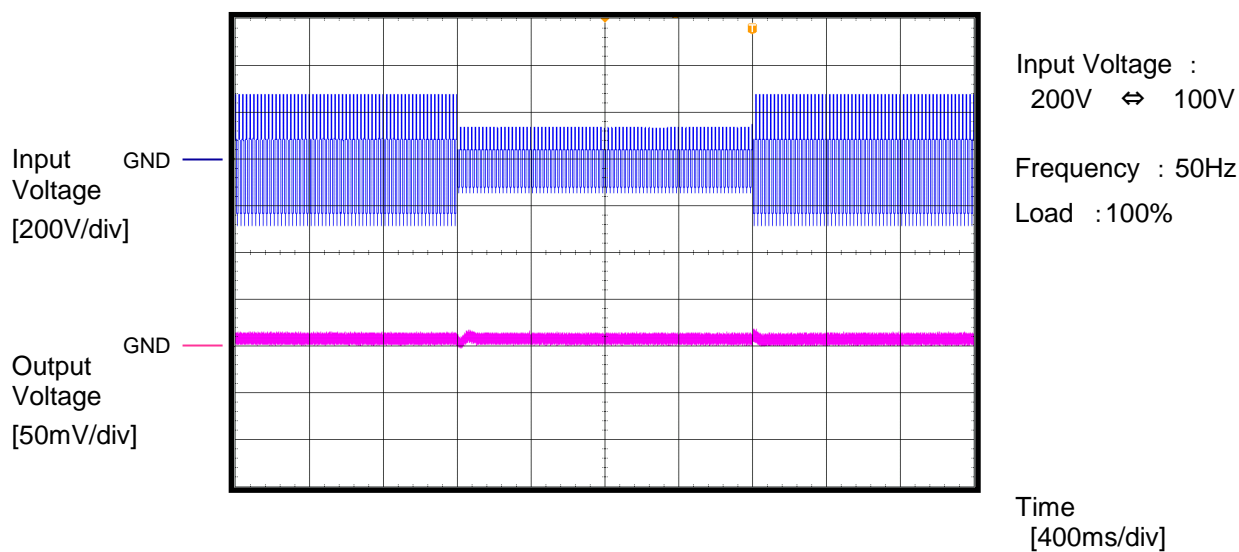 T
Input Voltage :
200V ⇔ 100V
Input
Voltage
[200V/div]
GND
Frequency : 50Hz
Load :100%
GND
Output
Voltage
[50mV/div]
Time
[400ms/div]